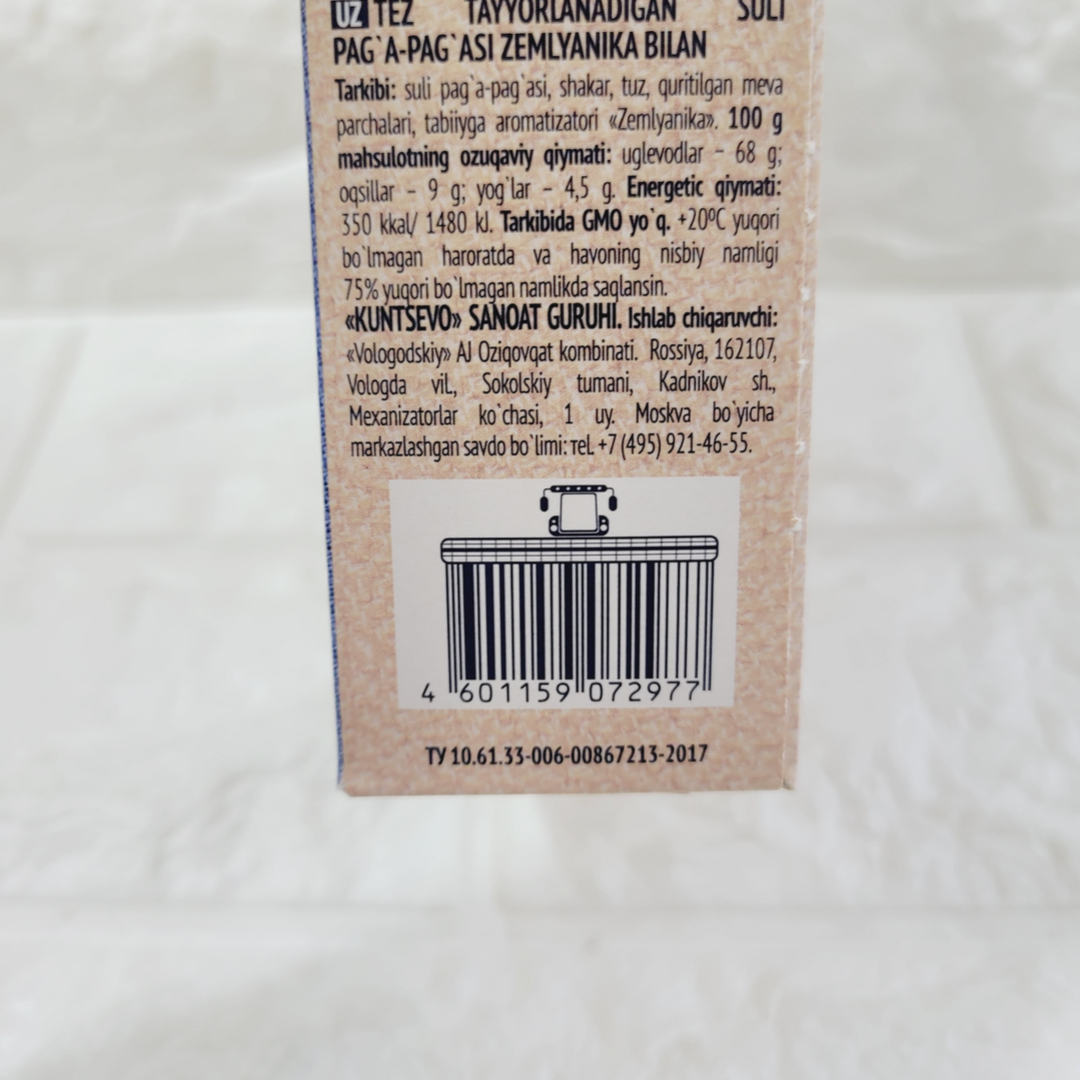 UZ TEZ TAYYORLANADIGAN SULI
PAG`A-PAG`ASI ZEMLYANIKA BILAN
Tarkibi: suli pag`a-pag`asi, shakar, tuz, quritilgan meva
parchalari, tabiiyga aromatizatori «Zemlyanika». 100 g
mahsulotning ozuqaviy qiymati: uglevodlar – 68 g;
oqsillar – 9 g; yog`lar – 4,5 g. Energetic qiymati:
350 kkal/ 1480 kJ. Tarkibida GMO yo`q. +20ºC yuqori
bo`lmagan haroratda va havoning nisbiy namligi
75% yuqori bo`lmagan namlikda saqlansin.
«KUNTSEVO» SANOAT GURUHI. Ishlab chiqaruvchi:
«Vologodskiy» AJ Oziqovqat kombinati. Rossiya, 162107,
Vologda vil., Sokolskiy tumani, Kadnikov sh.,
Mexanizatorlar ko`chasi, 1 uy. Moskva bo`yicha
markazlashgan savdo bo`limi: тел. +7 (495) 921-46-55.
4 601159 072977
ТУ 10.61.33-006-00867213-2017